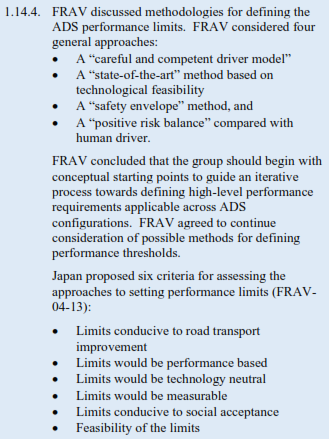 1.14.4. FRAV discussed methodologies for defining the
ADS performance limits. FRAV considered four
general approaches:
• A “careful and competent driver model”
• A “state-of-the-art” method based on
technological feasibility
• A “safety envelope” method, and
• A “positive risk balance” compared with
human driver.
FRAV concluded that the group should begin with
conceptual starting points to guide an iterative
process towards defining high-level performance
requirements applicable across ADS
configurations. FRAV agreed to continue
consideration of possible methods for defining
performance thresholds.
Japan proposed six criteria for assessing the
approaches to setting performance limits (FRAV-
04-13):
• Limits conducive to road transport
improvement
• Limits would be performance based
• Limits would be technology neutral
• Limits would be measurable
• Limits conducive to social acceptance
• Feasibility of the limits